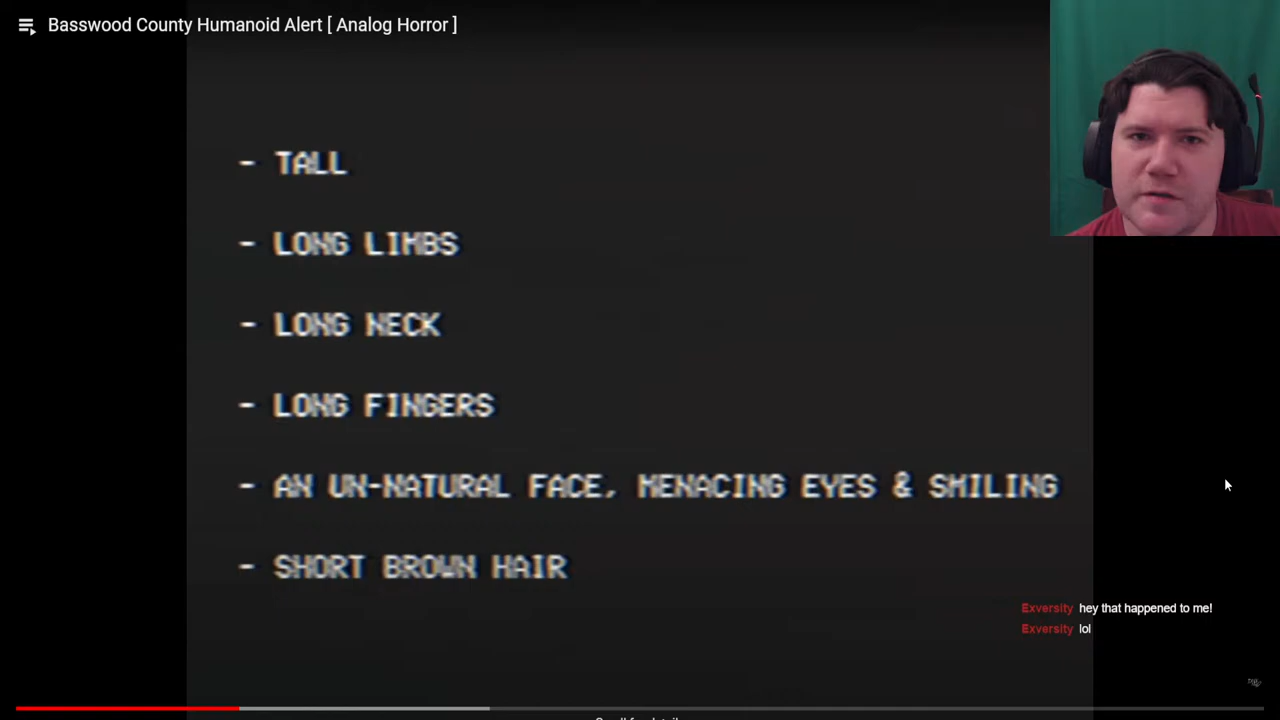 Basswood County Humanoid Alert [ Analog Horror ]
- TALL
- LONG LIMBS
- LONG NECK
- LONG FINGERS
- AN UN-NATURAL FACE, MENACING EYES & SMILING
- SHORT BROWN HAIR
Exversity hey that happened to me!
Exversity lol